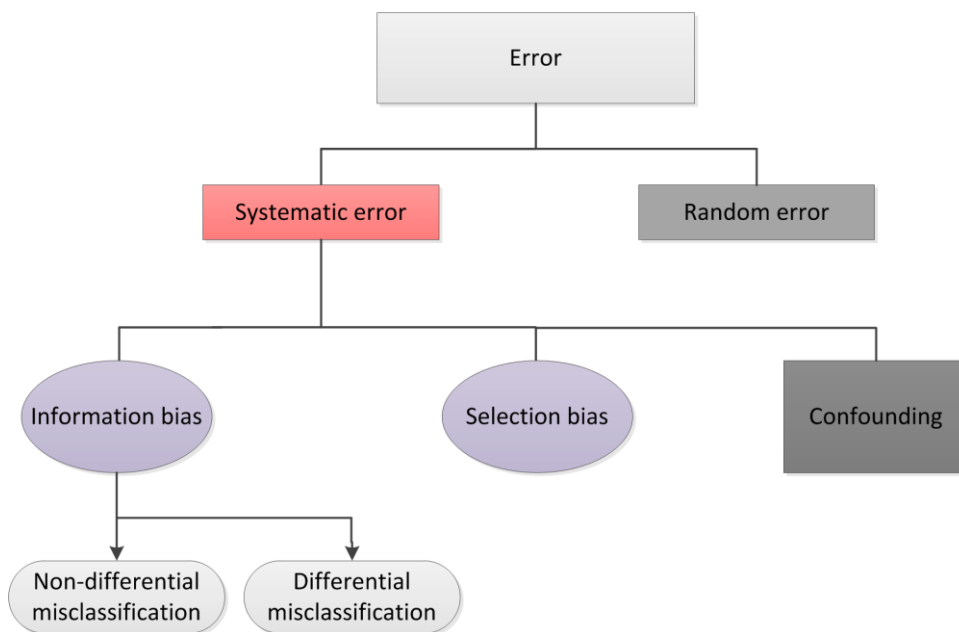 Error
Systematic error
Random error
Information bias
Selection bias
Confounding
Non-differential
misclassification
Differential
misclassification